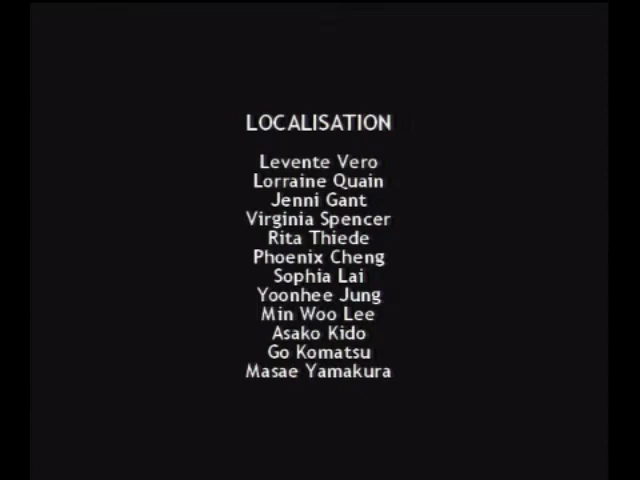 LOCALISATION
Levente Vero
Lorraine Quain
Jenni Gant
Virginia Spencer
Rita Thiede
Phoenix Cheng
Sophia Lai
Yoonhee Jung
Min Woo Lee
Asako Kido
Go Komatsu
Masae Yamakura